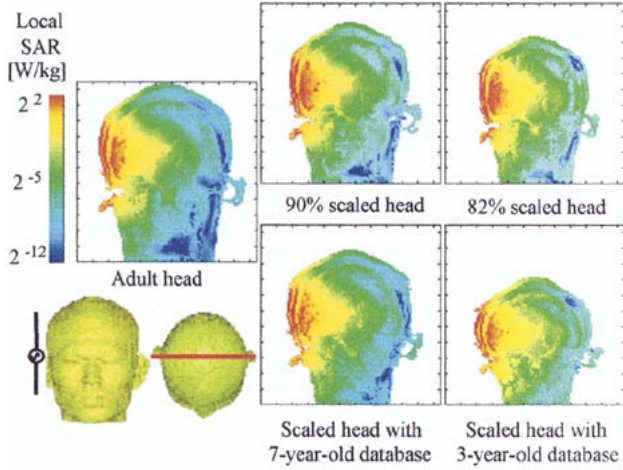 Local
SAR
[W/kg]
2 2
2 -5
2 -12
Adult head
90% scaled head
82% scaled head
Scaled head with
7-year-old database
Scaled head with
3-year-old database